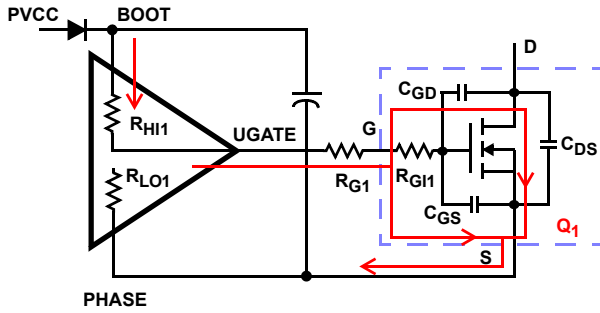 PVCC
BOOT
D
CGD
RHI1
UGATE
G
CDS
RLO1
RG1
RGI1
CGS
Q1
S
PHASE